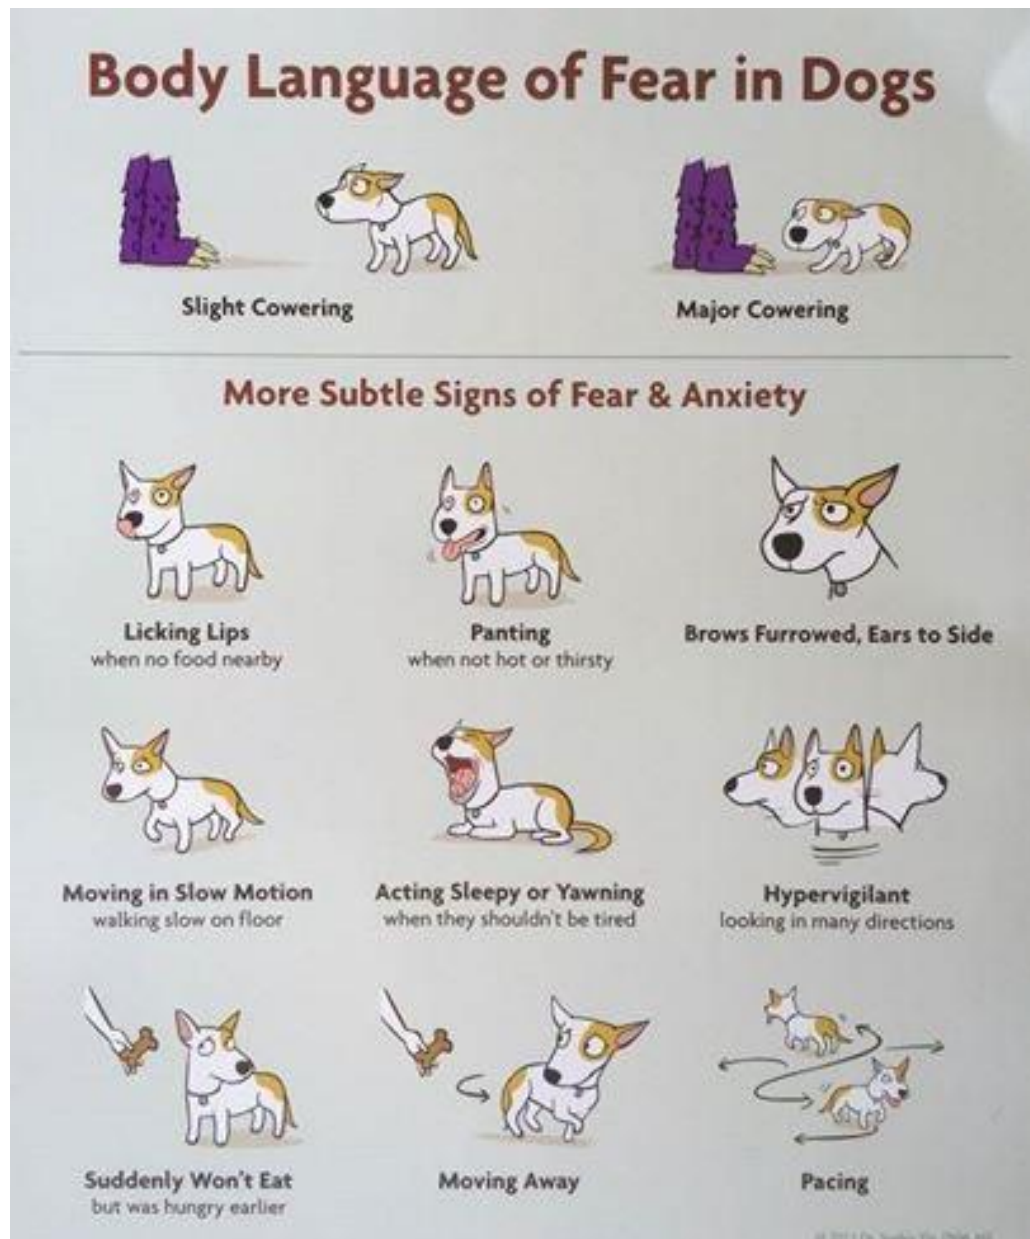 Body Language of Fear in Dogs
Slight Cowering
Major Cowering
More Subtle Signs of Fear & Anxiety
Licking Lips
when no food nearby
Panting
when not hot or thirsty
Brows Furrowed, Ears to Side
Moving in Slow Motion
walking slow on floor
Acting Sleepy or Yawning
when they shouldn't be tired
Hypervigilant
looking in many directions
Suddenly Won't Eat
but was hungry earlier
Moving Away
Pacing